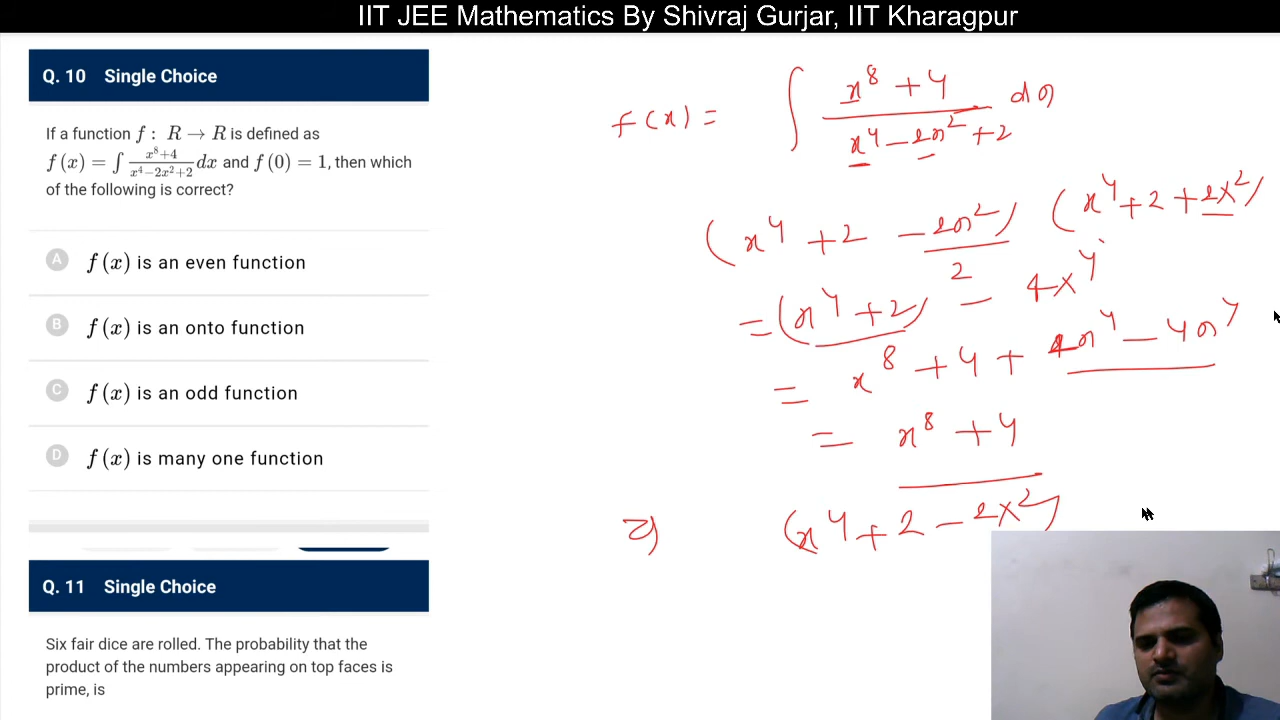 IIT JEE Mathematics By Shivraj Gurjar, IIT Kharagpur
Q. 10 Single Choice
If a function f : R → R is defined as
f(x) = ∫ (x⁸+4)/(x⁴−2x²+2) dx and f(0) = 1, then which
of the following is correct?
A f(x) is an even function
B f(x) is an onto function
C f(x) is an odd function
D f(x) is many one function
Q. 11 Single Choice
Six fair dice are rolled. The probability that the
product of the numbers appearing on top faces is
prime, is
f(x) = ∫ (x⁸+4)/(x⁴−2x²+2) dx
(x⁴+2−2x²) (x⁴+2+2x²)
= (x⁴+2)² − 4x⁴
= x⁸+4+4x⁴−4x⁴
= x⁸+4
⇒ (x⁴+2−2x²)